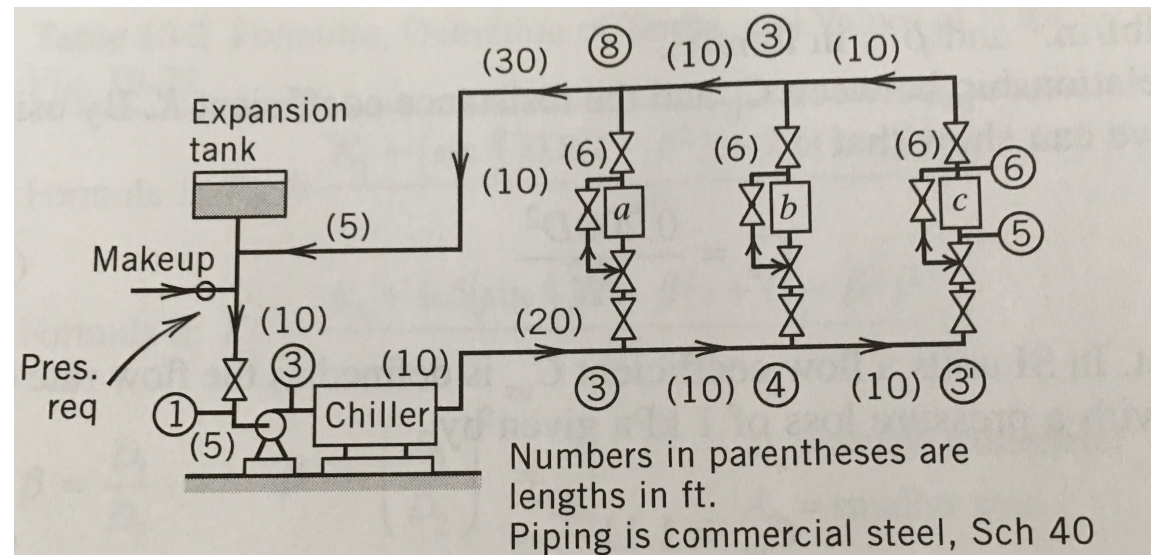 (30)
8
(10)
3
(10)
Expansion
tank
(6)
(6)
(6)
6
(10)
a
b
c
(5)
5
Makeup
(10)
(20)
Pres.
req
3
(10)
1
Chiller
3
(10)
4
(10)
3'
(5)
Numbers in parentheses are
lengths in ft.
Piping is commercial steel, Sch 40